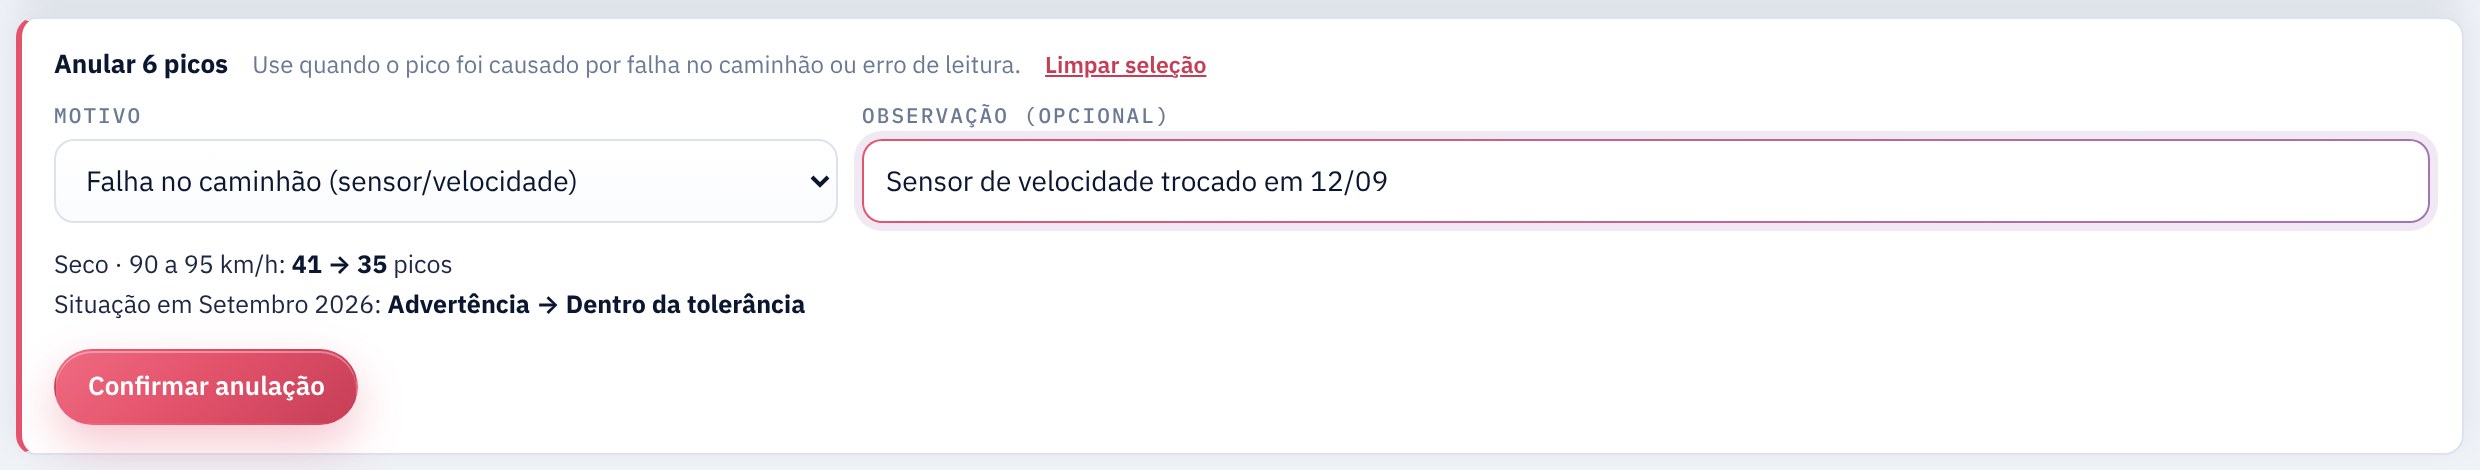 Anular 6 picos Use quando o pico foi causado por falha no caminhão ou erro de leitura. Limpar seleção
MOTIVO
OBSERVAÇÃO (OPCIONAL)
Falha no caminhão (sensor/velocidade)
Sensor de velocidade trocado em 12/09
Seco · 90 a 95 km/h: 41 → 35 picos
Situação em Setembro 2026: Advertência → Dentro da tolerância
Confirmar anulação